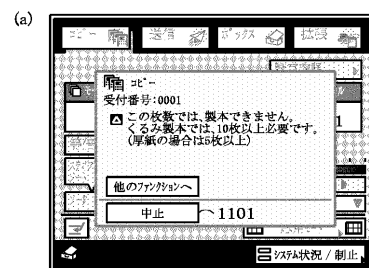 (a)
コピー 送信 ボックス 拡張
コピー
受付番号:0001
この枚数では、製本できません。
くるみ製本では、10枚以上必要です。
(厚紙の場合は5枚以上)
1
他のファンクションへ
中止 1101
システム状況 / 制止